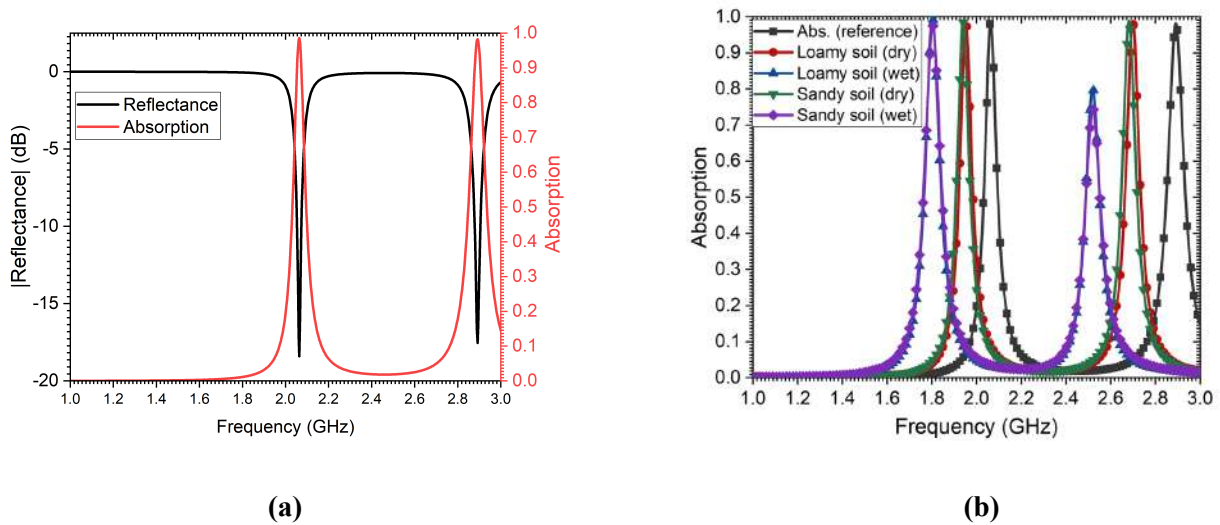 0
-5
-10
-15
-20
|Reflectance| (dB)
Reflectance
Absorption
1.0
0.9
0.8
0.7
0.6
0.5
0.4
0.3
0.2
0.1
0.0
Absorption
1.0 1.2 1.4 1.6 1.8 2.0 2.2 2.4 2.6 2.8 3.0
Frequency (GHz)
(a)
1.0
0.9
0.8
0.7
0.6
0.5
0.4
0.3
0.2
0.1
0.0
Absorption
Abs. (reference)
Loamy soil (dry)
Loamy soil (wet)
Sandy soil (dry)
Sandy soil (wet)
1.0 1.2 1.4 1.6 1.8 2.0 2.2 2.4 2.6 2.8 3.0
Frequency (GHz)
(b)